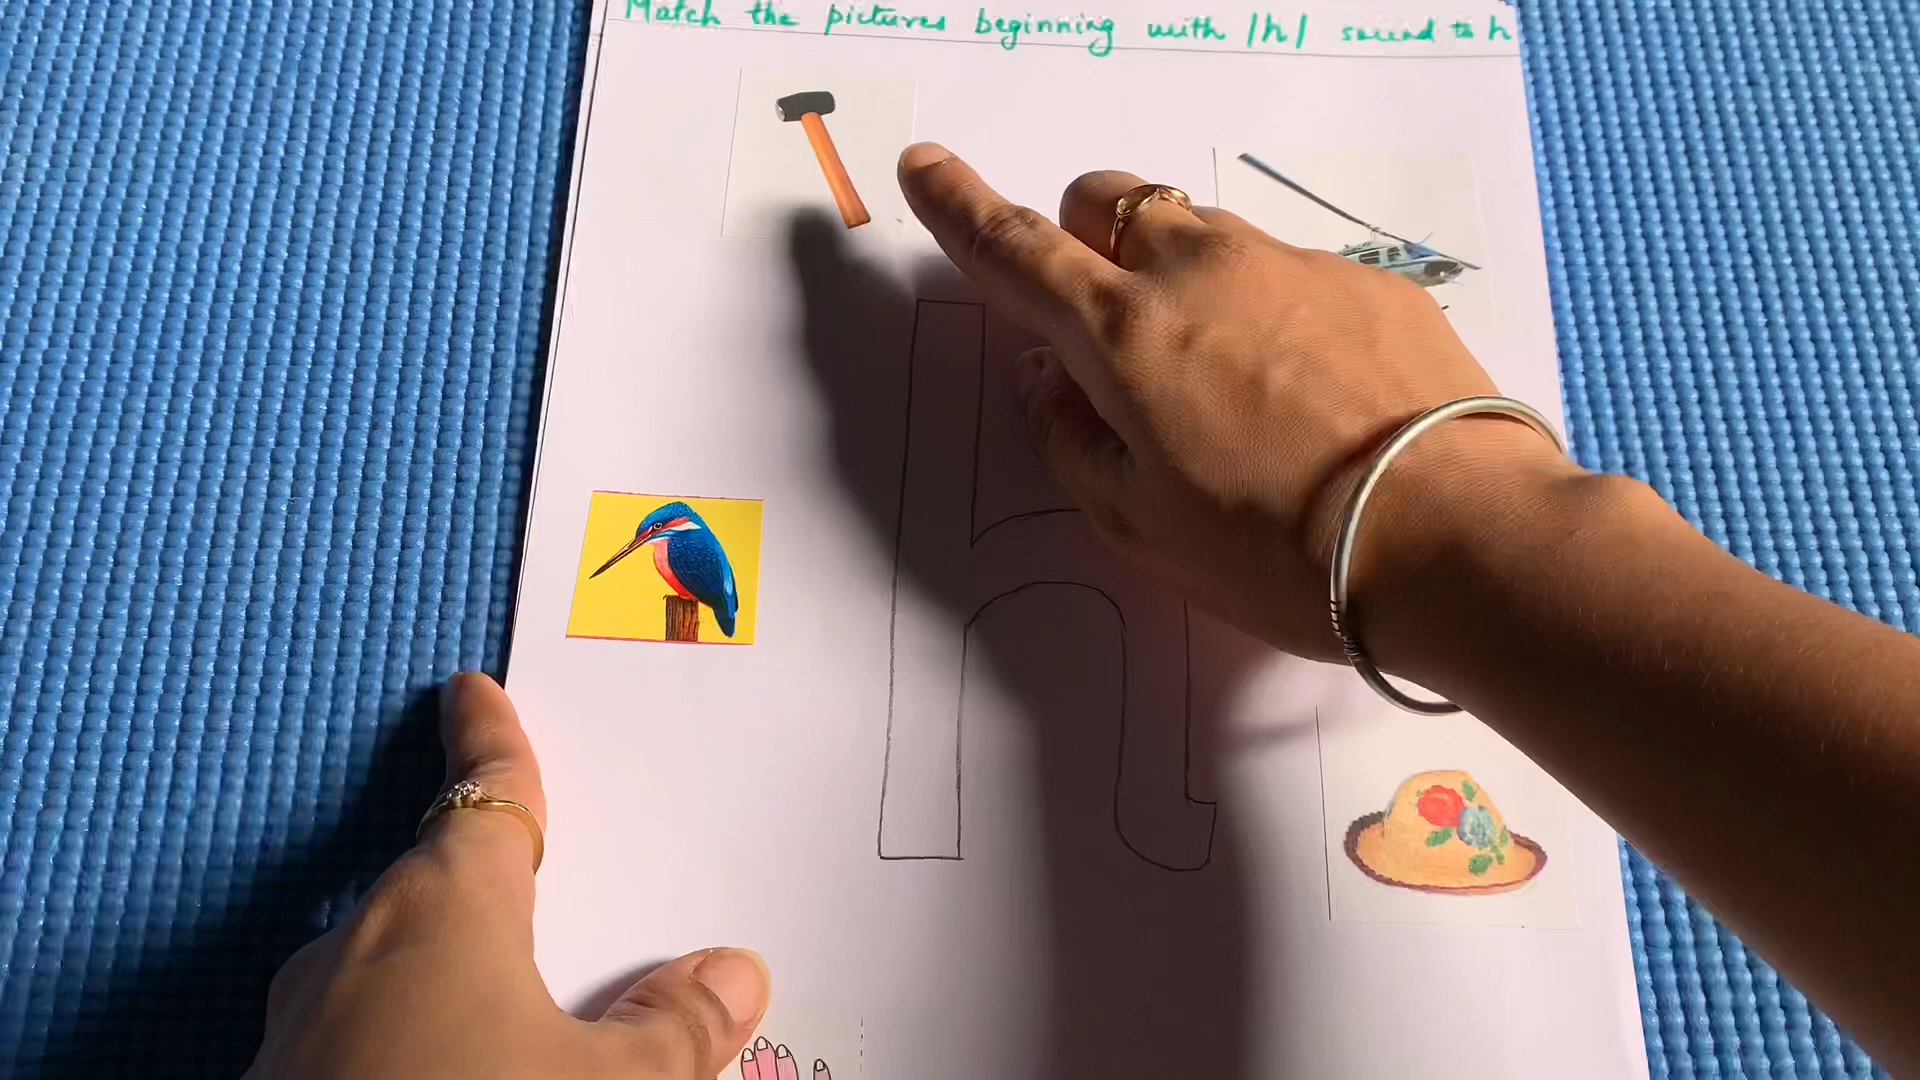 Match the pictures beginning with /h/ sound to h
h